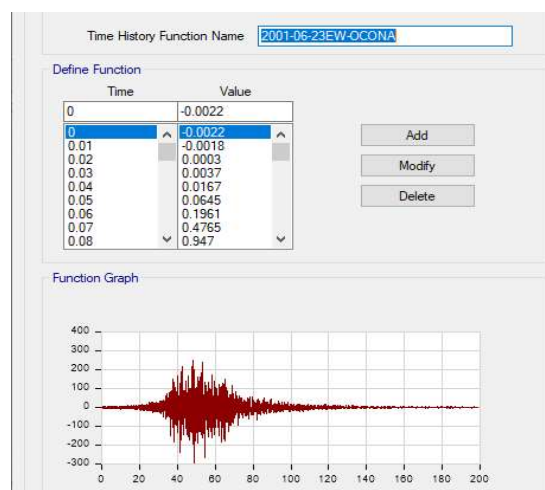 Time History Function Name 2001-06-23EW-OCONA
Define Function
Time Value
0 -0.0022
0 -0.0022
0.01 -0.0018
0.02 0.0003
0.03 0.0037
0.04 0.0167
0.05 0.0645
0.06 0.1961
0.07 0.4765
0.08 0.947
Add
Modify
Delete
Function Graph
400
300
200
100
0
-100
-200
-300
0 20 40 60 80 100 120 140 160 180 200